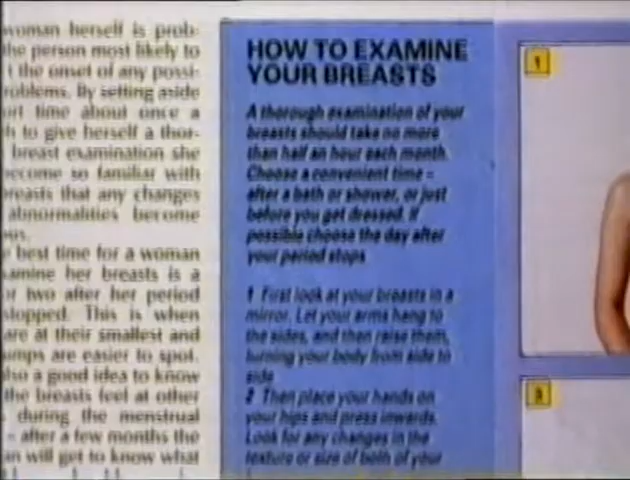 woman herself is prob-
the person most likely to
t the onset of any possi-
roblems. By setting aside
ort time about once a
h to give herself a thor-
breast examination she
become so familiar with
breasts that any changes
abnormalities become
ous.
best time for a woman
xamine her breasts is a
or two after her period
stopped. This is when
are at their smallest and
umps are easier to spot.
lso a good idea to know
the breasts feel at other
during the menstrual
- after a few months the
an will get to know what
HOW TO EXAMINE
YOUR BREASTS
A thorough examination of your
breasts should take no more
than half an hour each month.
Choose a convenient time -
after a bath or shower, or just
before you get dressed. If
possible choose the day after
your period stops
1 First look at your breasts in a
mirror. Let your arms hang to
the sides, and then raise them,
turning your body from side to
side
2 Then place your hands on
your hips and press inwards.
Look for any changes in the
texture or size of both of your
1